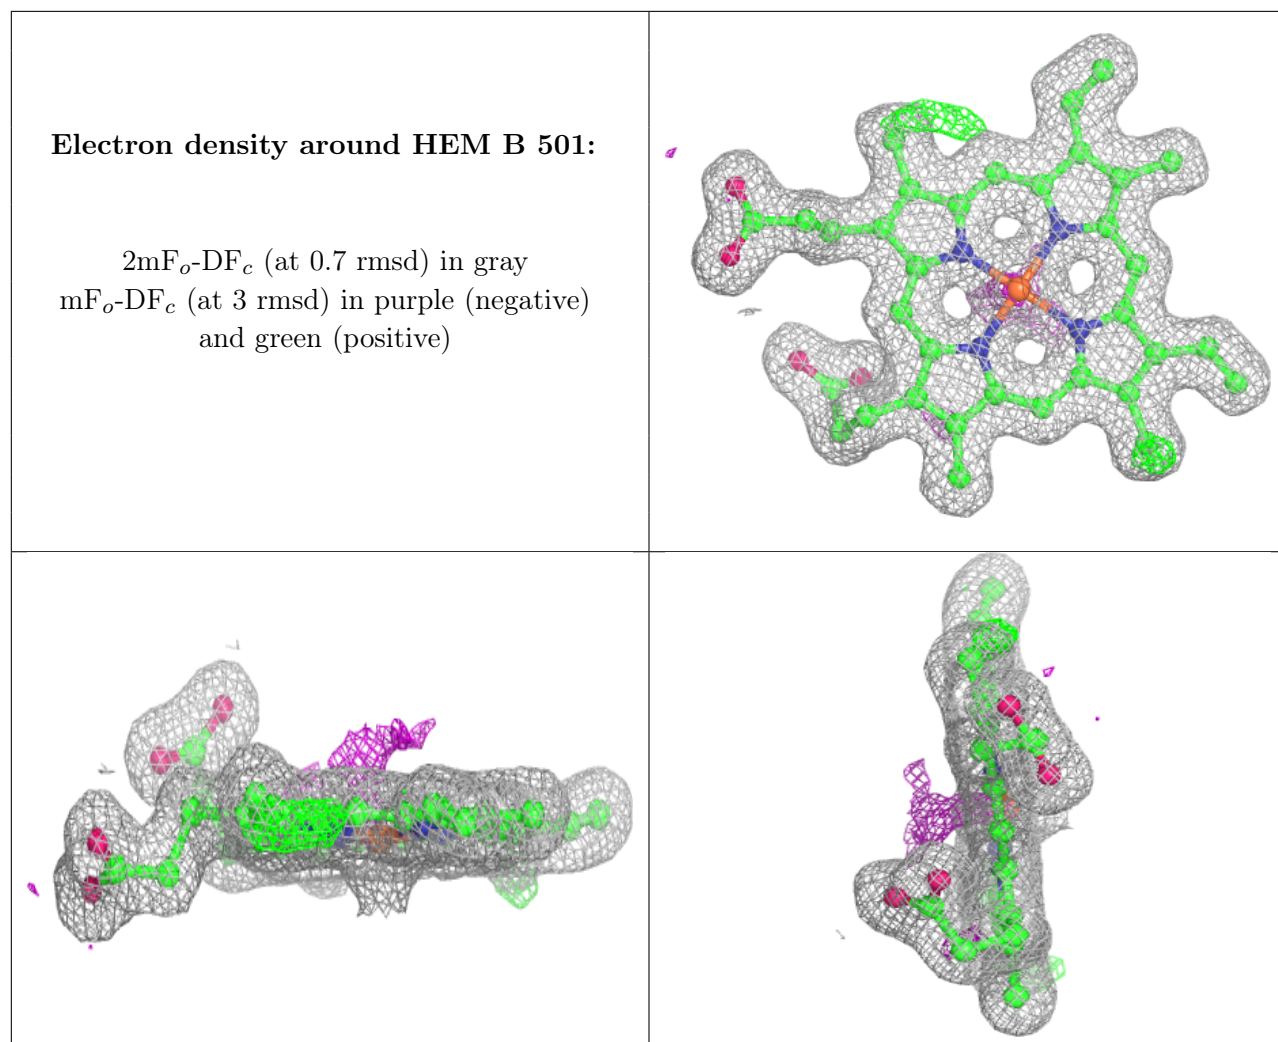 Electron density around HEM B 501:
2mFo-DFc (at 0.7 rmsd) in gray
mFo-DFc (at 3 rmsd) in purple (negative)
and green (positive)